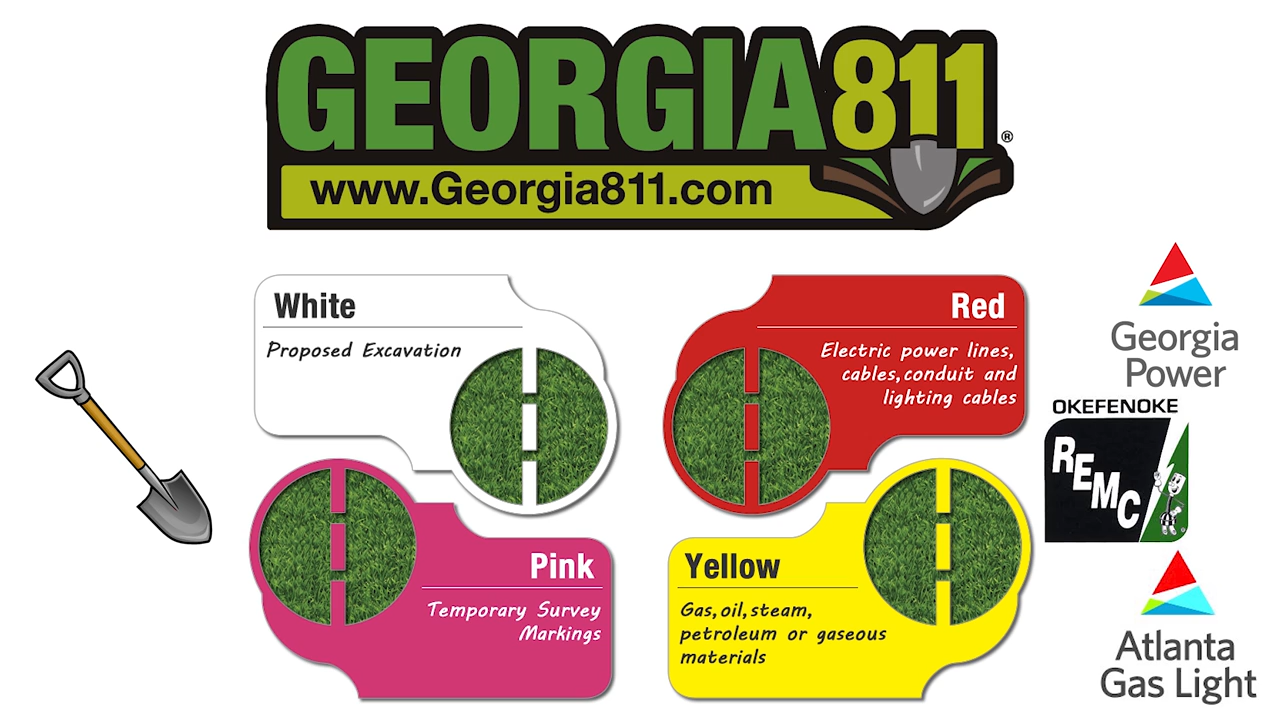 GEORGIA811®
www.Georgia811.com
White
Proposed Excavation
Red
Electric power lines,
cables, conduit and
lighting cables
Georgia
Power
OKEFENOKE
REMC
Pink
Temporary Survey
Markings
Yellow
Gas, oil, steam,
petroleum or gaseous
materials
Atlanta
Gas Light